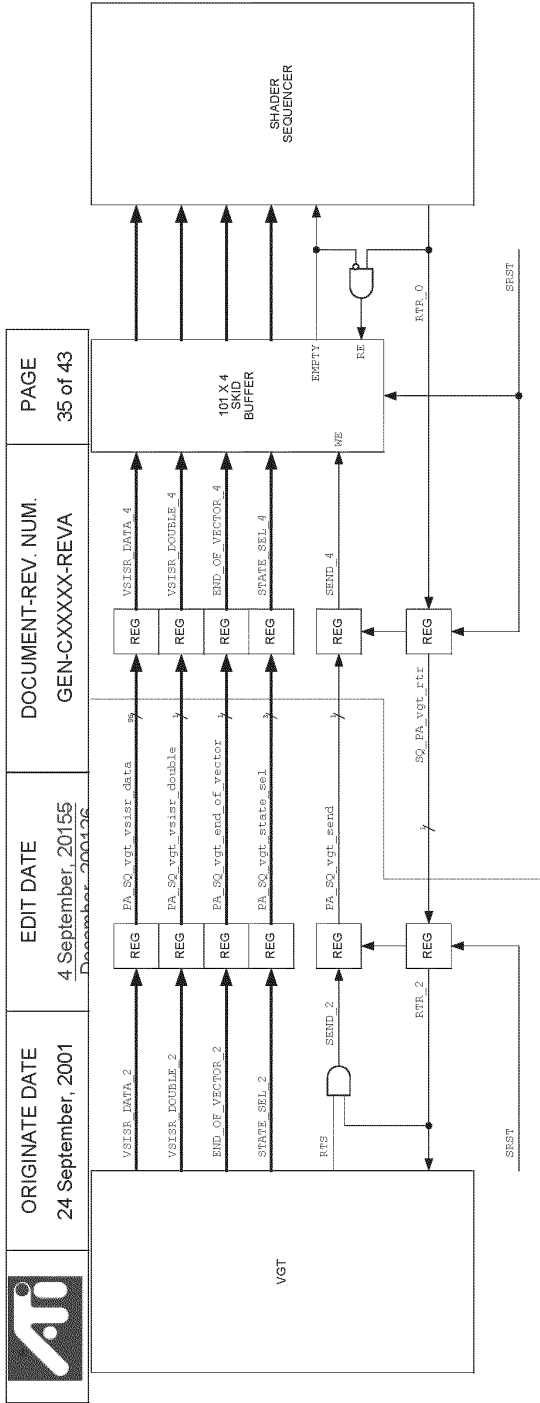 ATI
ORIGINATE DATE
24 September, 2001
EDIT DATE
4 September, 20155
DOCUMENT-REV. NUM.
GEN-CXXXXX-REVA
PAGE
35 of 43
VGT
VSISR_DATA_2
VSISR_DOUBLE_2
END_OF_VECTOR_2
STATE_SEL_2
RTS
SEND_2
RTR_2
SRST
REG
REG
REG
REG
REG
REG
PA_SQ_vgt_vsisr_data
PA_SQ_vgt_vsisr_double
PA_SQ_vgt_end_of_vector
PA_SQ_vgt_state_sel
PA_SQ_vgt_send
SQ_PA_vgt_rtr
REG
REG
REG
REG
REG
REG
VSISR_DATA_4
VSISR_DOUBLE_4
END_OF_VECTOR_4
STATE_SEL_4
SEND_4
WE
101 X 4
SKID
BUFFER
EMPTY
RE
RTR_0
SRST
SHADER
SEQUENCER